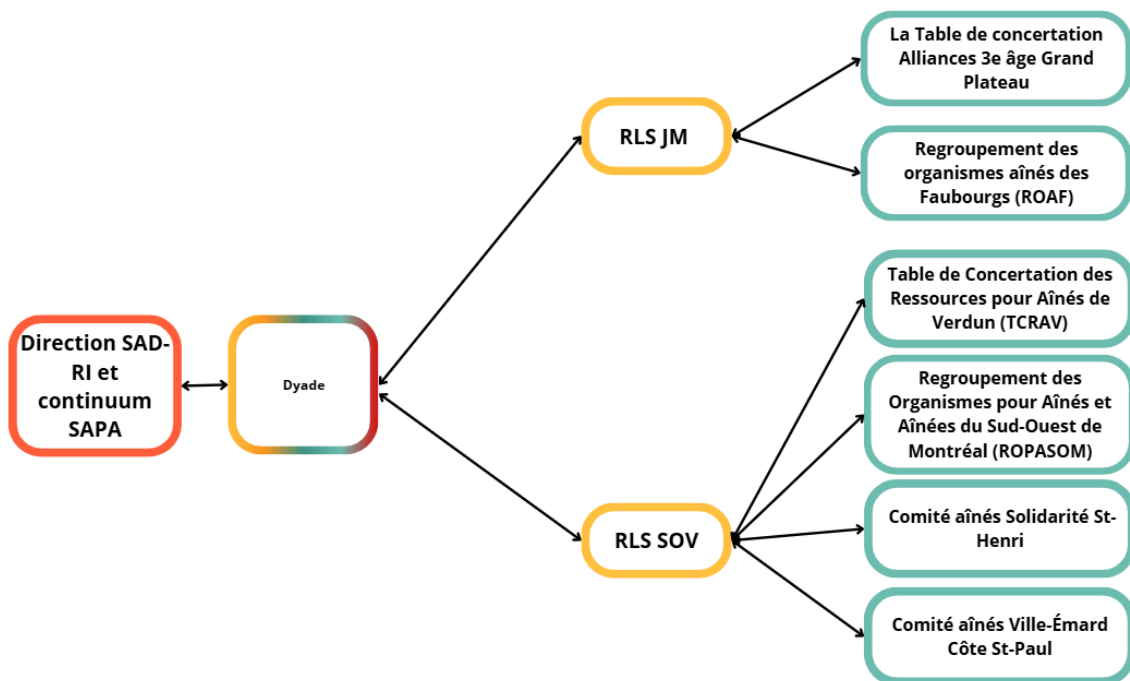 La Table de concertation
Alliances 3e âge Grand
Plateau
RLS JM
Regroupement des
organismes aînés des
Faubourgs (ROAF)
Table de Concertation des
Ressources pour Aînés de
Verdun (TCRAV)
Direction SAD-
RI et
continuum
SAPA
Dyade
Regroupement des
Organismes pour Aînés et
Aînées du Sud-Ouest de
Montréal (ROPASOM)
RLS SOV
Comité aînés Solidarité St-
Henri
Comité aînés Ville-Émard
Côte St-Paul